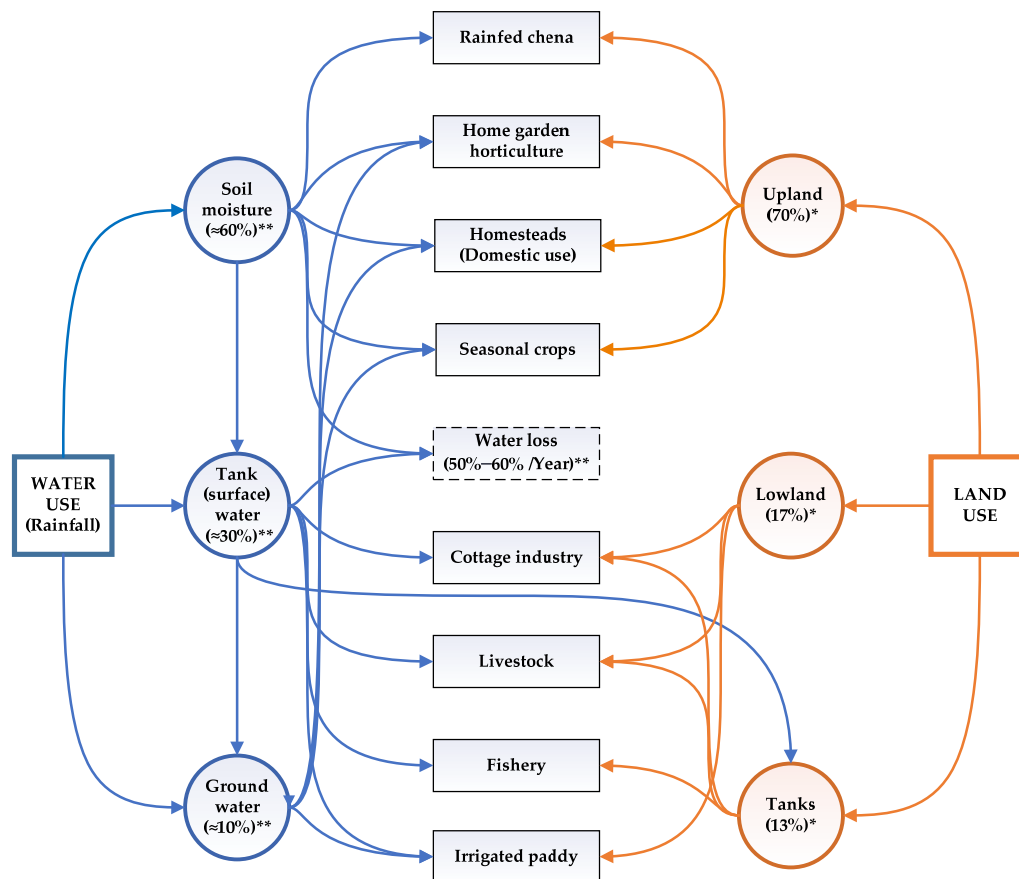 Rainfed chena
Home garden
horticulture
Soil
moisture
(≈60%)**
Upland
(70%)*
Homesteads
(Domestic use)
Seasonal crops
Water loss
(50%–60% /Year)**
WATER
USE
(Rainfall)
Tank
(surface)
water
(≈30%)**
Lowland
(17%)*
LAND
USE
Cottage industry
Livestock
Fishery
Ground
water
(≈10%)**
Tanks
(13%)*
Irrigated paddy